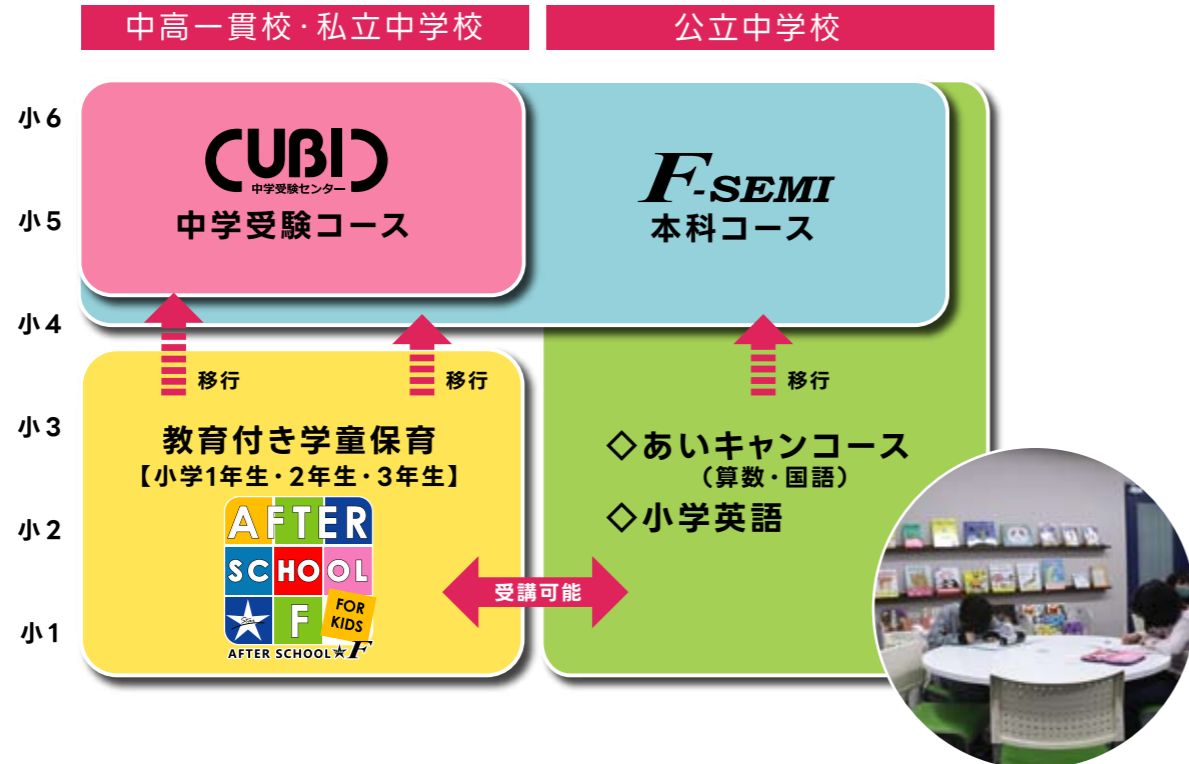 中高一貫校・私立中学校
公立中学校
小6
小5
小4
小3
小2
小1
CUBIC
中学受験センター
中学受験コース
F-SEMI
本科コース
移行
移行
移行
教育付き学童保育
【小学1年生・2年生・3年生】
AFTER
SCHOOL
F
FOR
KIDS
AFTER SCHOOL★F
受講可能
◇あいキャンコース
（算数・国語）
◇小学英語